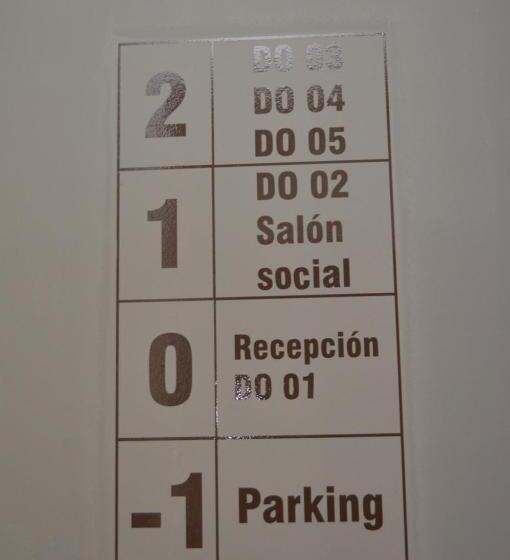 2
DO 03
DO 04
DO 05
1
DO 02
Salón
social
0
Recepción
DO 01
-1
Parking